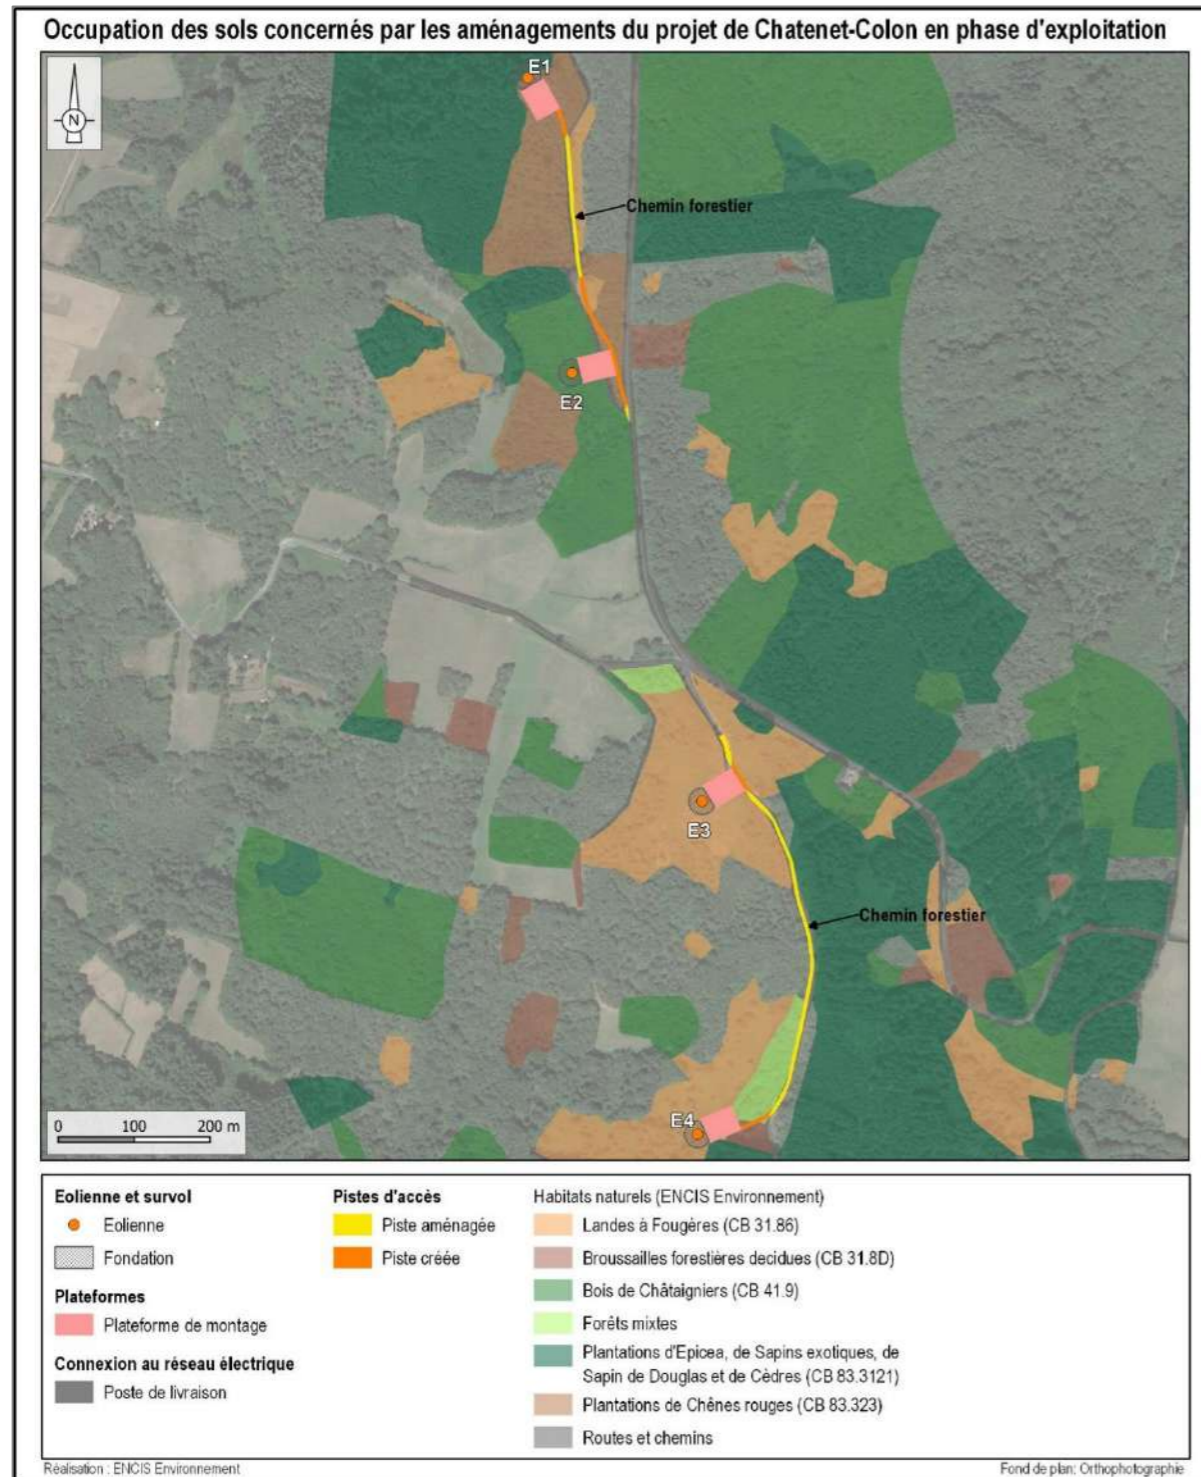 Occupation des sols concernés par les aménagements du projet de Chatenet-Colon en phase d'exploitation
N
E1
Chemin forestier
E2
E3
Chemin forestier
E4
0 100 200 m
Eolienne et survol
Eolienne
Fondation
Plateformes
Plateforme de montage
Connexion au réseau électrique
Poste de livraison
Pistes d'accès
Piste aménagée
Piste créée
Habitats naturels (ENCIS Environnement)
Landes à Fougères (CB 31.86)
Broussailles forestières decidues (CB 31.8D)
Bois de Châtaigniers (CB 41.9)
Forêts mixtes
Plantations d'Epicea, de Sapins exotiques, de
Sapin de Douglas et de Cèdres (CB 83.3121)
Plantations de Chênes rouges (CB 83.323)
Routes et chemins
Réalisation : ENCIS Environnement
Fond de plan: Orthophotographie